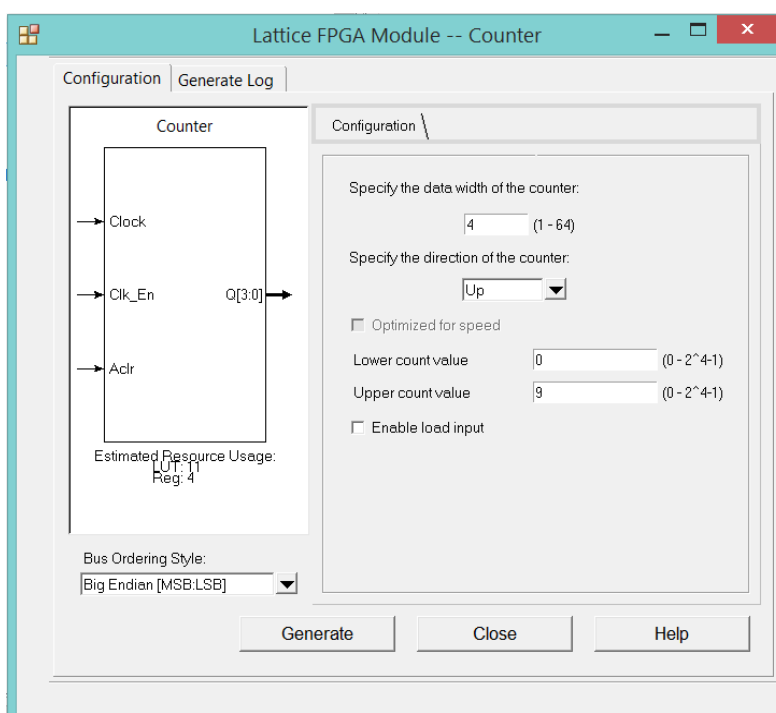 Lattice FPGA Module -- Counter
Configuration
Generate Log
Counter
Clock
Clk_En
Q[3:0]
Aclr
Estimated Resource Usage:
LUT: 11
Reg: 4
Bus Ordering Style:
Big Endian [MSB:LSB]
Configuration \
Specify the data width of the counter:
4 (1 - 64)
Specify the direction of the counter:
Up
Optimized for speed
Lower count value 0 (0 - 2^4-1)
Upper count value 9 (0 - 2^4-1)
Enable load input
Generate
Close
Help